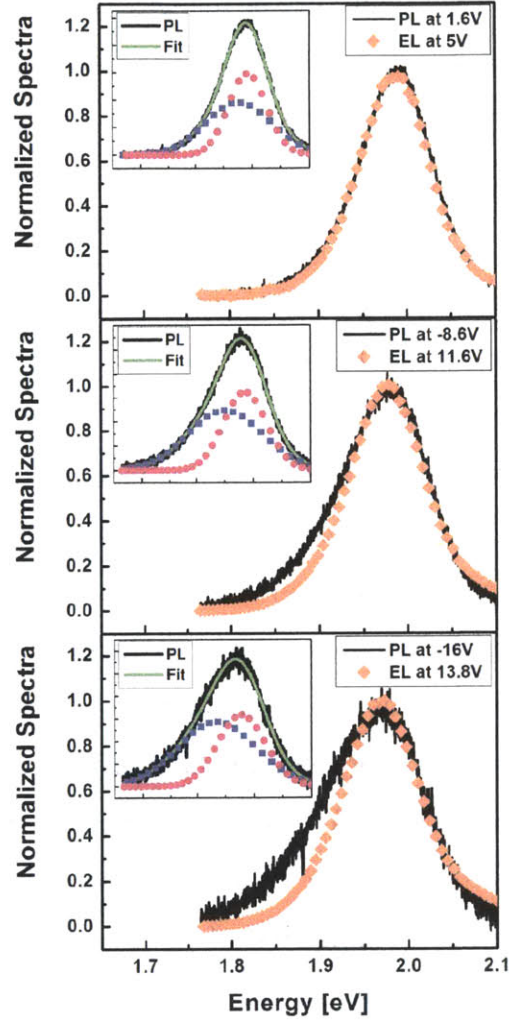 PL
Fit
PL at 1.6V
EL at 5V
Normalized Spectra
1.2
1.0
0.8
0.6
0.4
0.2
0.0
PL
Fit
PL at -8.6V
EL at 11.6V
Normalized Spectra
1.2
1.0
0.8
0.6
0.4
0.2
0.0
PL
Fit
PL at -16V
EL at 13.8V
Normalized Spectra
1.2
1.0
0.8
0.6
0.4
0.2
0.0
1.7 1.8 1.9 2.0 2.1
Energy [eV]